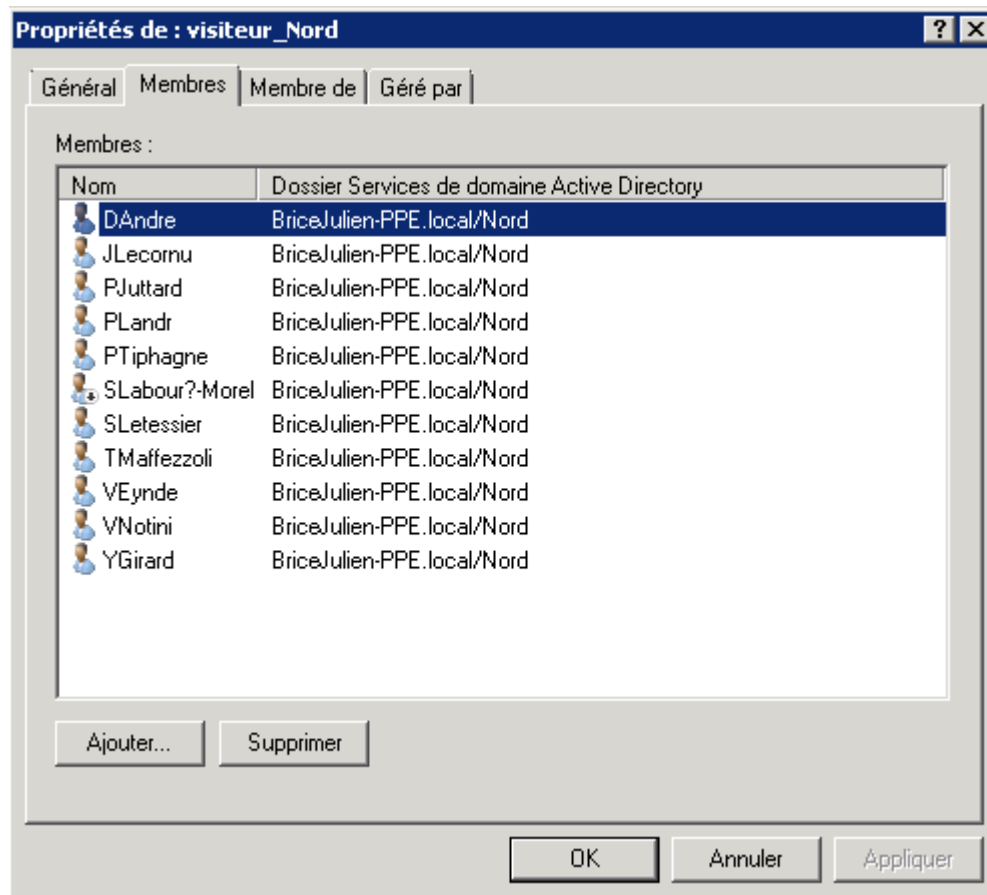 Propriétés de : visiteur_Nord
Général Membres Membre de Géré par
Membres :
Nom Dossier Services de domaine Active Directory
DAndre BriceJulien-PPE.local/Nord
JLecornu BriceJulien-PPE.local/Nord
PJuttard BriceJulien-PPE.local/Nord
PLandr BriceJulien-PPE.local/Nord
PTiphagne BriceJulien-PPE.local/Nord
SLabour?-Morel BriceJulien-PPE.local/Nord
SLetessier BriceJulien-PPE.local/Nord
TMaffezzoli BriceJulien-PPE.local/Nord
VEynde BriceJulien-PPE.local/Nord
VNotini BriceJulien-PPE.local/Nord
YGirard BriceJulien-PPE.local/Nord
Ajouter... Supprimer
OK Annuler Appliquer